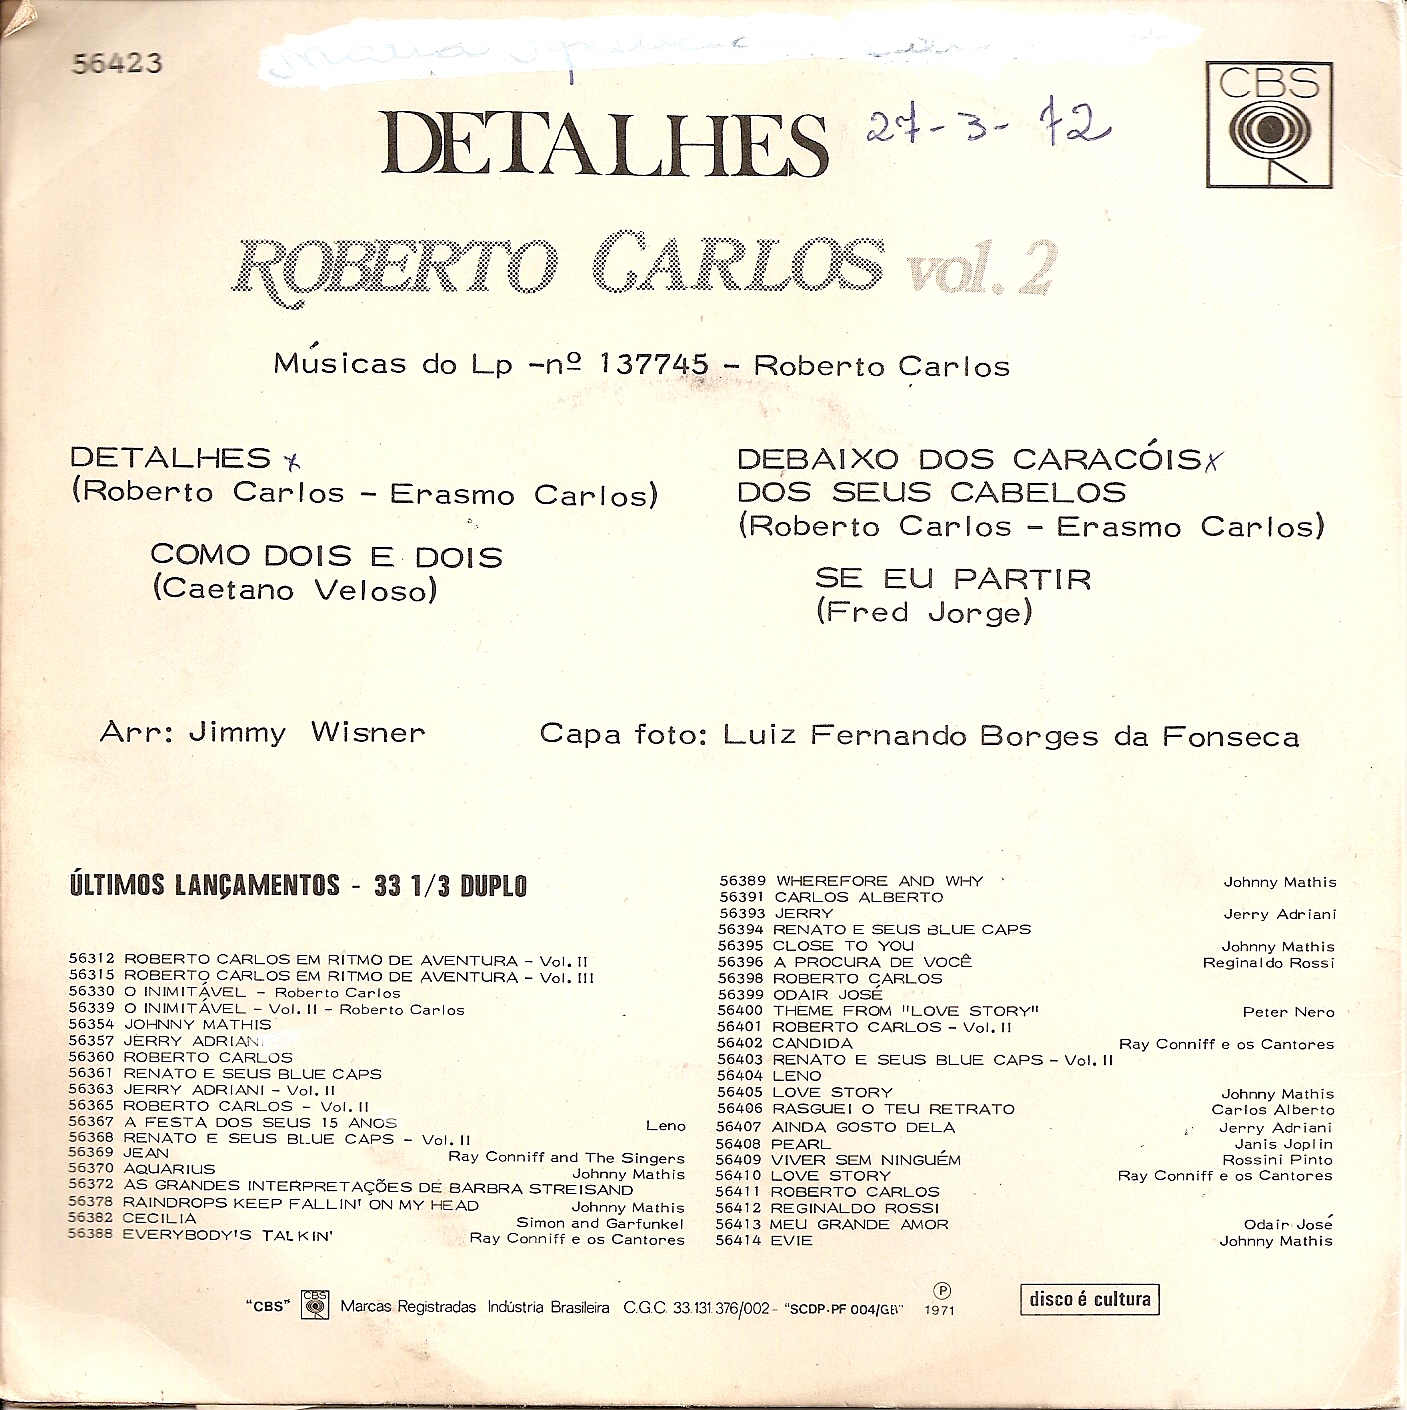 56423
DETALHES 27-3-72
CBS
ROBERTO CARLOS vol. 2
Músicas do Lp -nº 137745 - Roberto Carlos
DETALHES x
(Roberto Carlos - Erasmo Carlos)
COMO DOIS E DOIS
(Caetano Veloso)
DEBAIXO DOS CARACÓIS x
DOS SEUS CABELOS
(Roberto Carlos - Erasmo Carlos)
SE EU PARTIR
(Fred Jorge)
Arr: Jimmy Wisner Capa foto: Luiz Fernando Borges da Fonseca
ÚLTIMOS LANÇAMENTOS - 33 1/3 DUPLO
56312 ROBERTO CARLOS EM RITMO DE AVENTURA - Vol. II
56315 ROBERTO CARLOS EM RITMO DE AVENTURA - Vol. III
56330 O INIMITÁVEL - Roberto Carlos
56339 O INIMITÁVEL - Vol. II - Roberto Carlos
56354 JOHNNY MATHIS
56357 JERRY ADRIANI
56360 ROBERTO CARLOS
56361 RENATO E SEUS BLUE CAPS
56363 JERRY ADRIANI - Vol. II
56365 ROBERTO CARLOS - Vol. II
56367 A FESTA DOS SEUS 15 ANOS Leno
56368 RENATO E SEUS BLUE CAPS - Vol. II
56369 JEAN Ray Conniff and The Singers
56370 AQUARIUS Johnny Mathis
56372 AS GRANDES INTERPRETAÇÕES DE BARBRA STREISAND
56378 RAINDROPS KEEP FALLIN' ON MY HEAD Johnny Mathis
56382 CECILIA Simon and Garfunkel
56388 EVERYBODY'S TALKIN' Ray Conniff e os Cantores
56389 WHEREFORE AND WHY Johnny Mathis
56391 CARLOS ALBERTO
56393 JERRY Jerry Adriani
56394 RENATO E SEUS BLUE CAPS
56395 CLOSE TO YOU Johnny Mathis
56396 A PROCURA DE VOCÊ Reginaldo Rossi
56398 ROBERTO CARLOS
56399 ODAIR JOSÉ
56400 THEME FROM "LOVE STORY" Peter Nero
56401 ROBERTO CARLOS - Vol. II
56402 CANDIDA Ray Conniff e os Cantores
56403 RENATO E SEUS BLUE CAPS - Vol. II
56404 LENO
56405 LOVE STORY Johnny Mathis
56406 RASGUEI O TEU RETRATO Carlos Alberto
56407 AINDA GOSTO DELA Jerry Adriani
56408 PEARL Janis Joplin
56409 VIVER SEM NINGUÉM Rossini Pinto
56410 LOVE STORY Ray Conniff e os Cantores
56411 ROBERTO CARLOS
56412 REGINALDO ROSSI
56413 MEU GRANDE AMOR Odair José
56414 EVIE Johnny Mathis
"CBS" CBS Marcas Registradas Indústria Brasileira C.G.C. 33.131.376/002 - "SCDP-PF 004/GB" Ⓟ 1971 disco é cultura